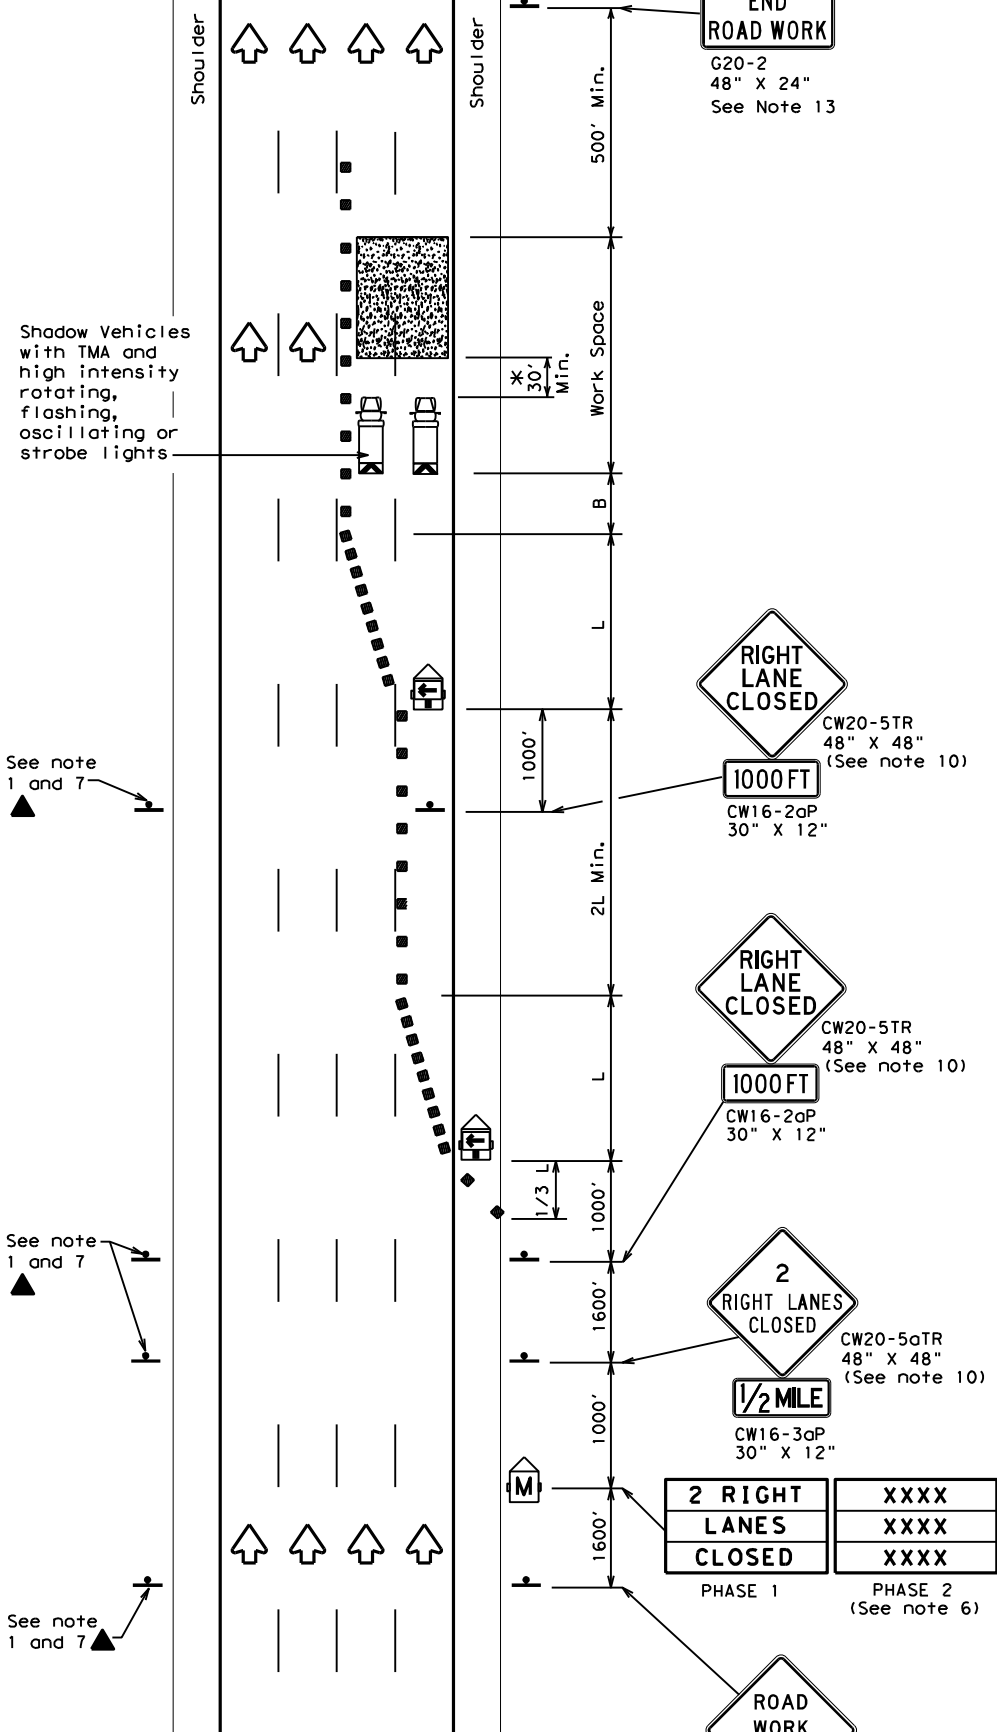 END
ROAD WORK
G20-2
48" X 24"
See Note 13
Shoulder
Shoulder
500' Min.
Shadow Vehicles
with TMA and
high intensity
rotating,
flashing,
oscillating or
strobe lights
*
30'
Min.
Work Space
B
L
RIGHT
LANE
CLOSED
CW20-5TR
48" X 48"
(See note 10)
1000 FT
CW16-2aP
30" X 12"
1000'
See note
1 and 7
2L Min.
RIGHT
LANE
CLOSED
CW20-5TR
48" X 48"
(See note 10)
1000 FT
CW16-2aP
30" X 12"
L
1/3 L
1000'
See note
1 and 7
1600'
2
RIGHT LANES
CLOSED
CW20-5aTR
48" X 48"
(See note 10)
1/2 MILE
CW16-3aP
30" X 12"
1000'
M
2 RIGHT
LANES
CLOSED
PHASE 1
XXXX
XXXX
XXXX
PHASE 2
(See note 6)
1600'
See note
1 and 7
ROAD
WORK